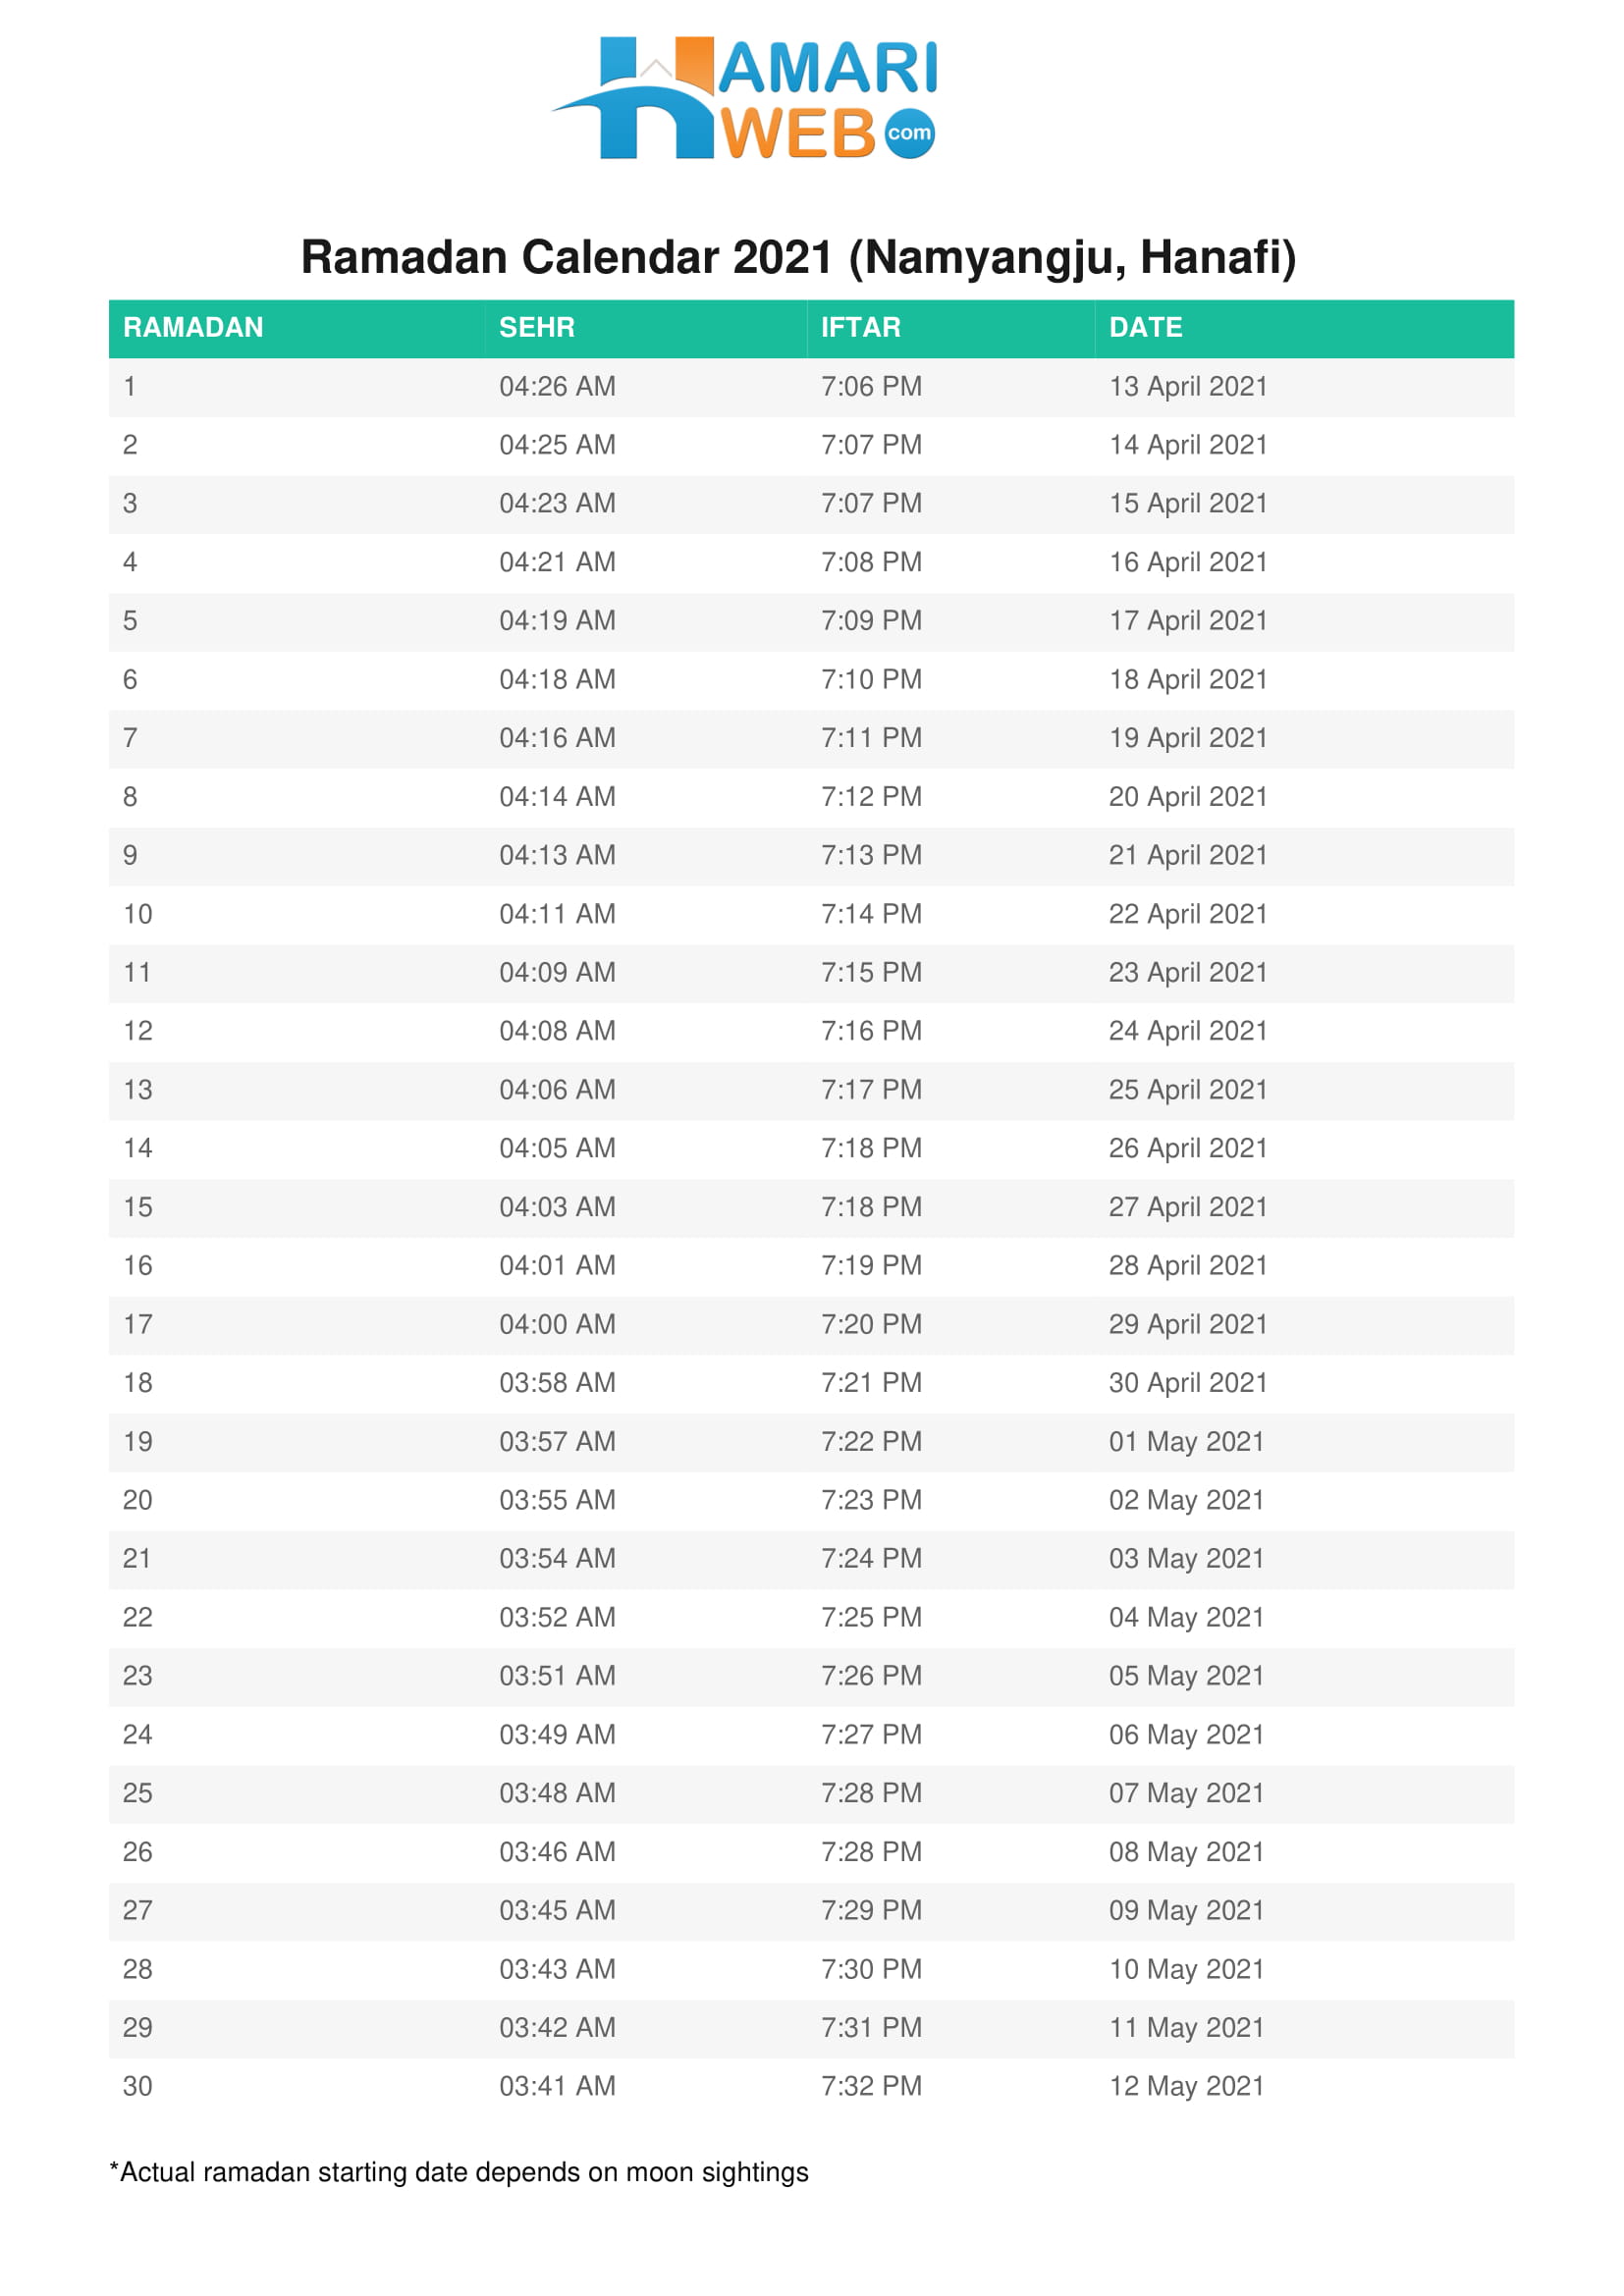 HAMARI
WEB com
Ramadan Calendar 2021 (Namyangju, Hanafi)
RAMADAN SEHR IFTAR DATE
1 04:26 AM 7:06 PM 13 April 2021
2 04:25 AM 7:07 PM 14 April 2021
3 04:23 AM 7:07 PM 15 April 2021
4 04:21 AM 7:08 PM 16 April 2021
5 04:19 AM 7:09 PM 17 April 2021
6 04:18 AM 7:10 PM 18 April 2021
7 04:16 AM 7:11 PM 19 April 2021
8 04:14 AM 7:12 PM 20 April 2021
9 04:13 AM 7:13 PM 21 April 2021
10 04:11 AM 7:14 PM 22 April 2021
11 04:09 AM 7:15 PM 23 April 2021
12 04:08 AM 7:16 PM 24 April 2021
13 04:06 AM 7:17 PM 25 April 2021
14 04:05 AM 7:18 PM 26 April 2021
15 04:03 AM 7:18 PM 27 April 2021
16 04:01 AM 7:19 PM 28 April 2021
17 04:00 AM 7:20 PM 29 April 2021
18 03:58 AM 7:21 PM 30 April 2021
19 03:57 AM 7:22 PM 01 May 2021
20 03:55 AM 7:23 PM 02 May 2021
21 03:54 AM 7:24 PM 03 May 2021
22 03:52 AM 7:25 PM 04 May 2021
23 03:51 AM 7:26 PM 05 May 2021
24 03:49 AM 7:27 PM 06 May 2021
25 03:48 AM 7:28 PM 07 May 2021
26 03:46 AM 7:28 PM 08 May 2021
27 03:45 AM 7:29 PM 09 May 2021
28 03:43 AM 7:30 PM 10 May 2021
29 03:42 AM 7:31 PM 11 May 2021
30 03:41 AM 7:32 PM 12 May 2021
*Actual ramadan starting date depends on moon sightings